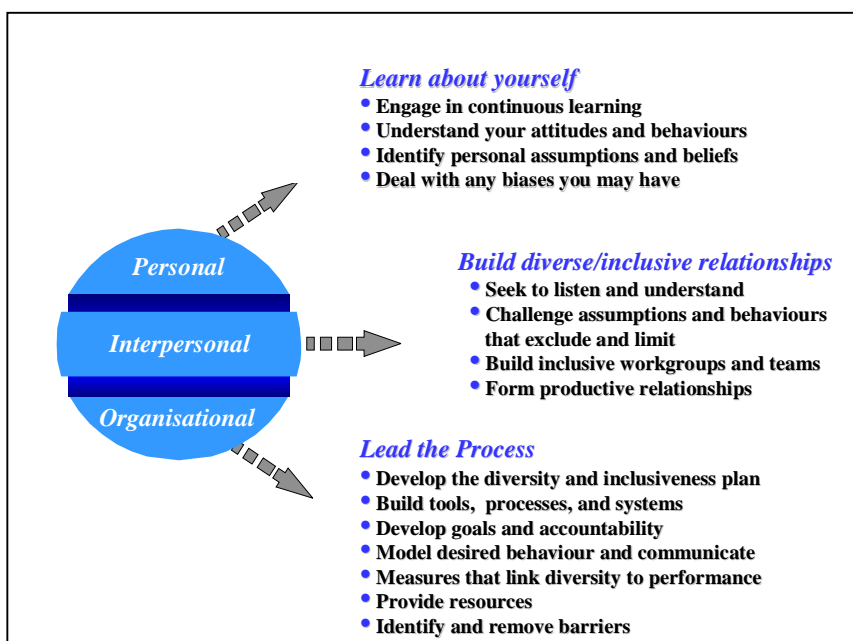 Learn about yourself
• Engage in continuous learning
• Understand your attitudes and behaviours
• Identify personal assumptions and beliefs
• Deal with any biases you may have
Personal
Build diverse/inclusive relationships
• Seek to listen and understand
• Challenge assumptions and behaviours
that exclude and limit
• Build inclusive workgroups and teams
• Form productive relationships
Interpersonal
Organisational
Lead the Process
• Develop the diversity and inclusiveness plan
• Build tools, processes, and systems
• Develop goals and accountability
• Model desired behaviour and communicate
• Measures that link diversity to performance
• Provide resources
• Identify and remove barriers